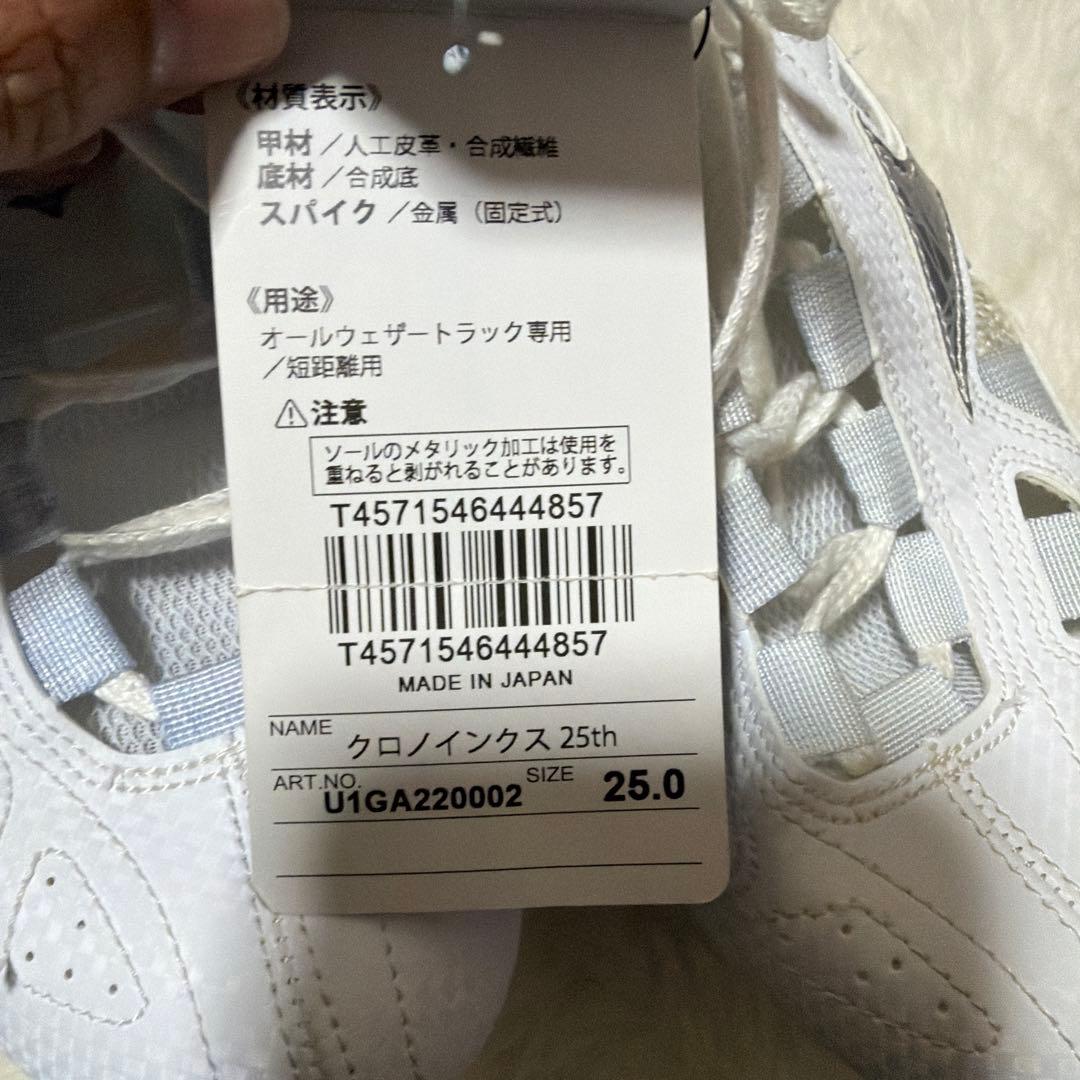 《材質表示》
甲材／人工皮革・合成繊維
底材／合成底
スパイク／金属（固定式）
《用途》
オールウェザートラック専用
／短距離用
⚠注意
ソールのメタリック加工は使用を
重ねると剥がれることがあります。
T4571546444857
T4571546444857
MADE IN JAPAN
NAME クロノインクス 25th
ART.NO. U1GA220002 SIZE 25.0